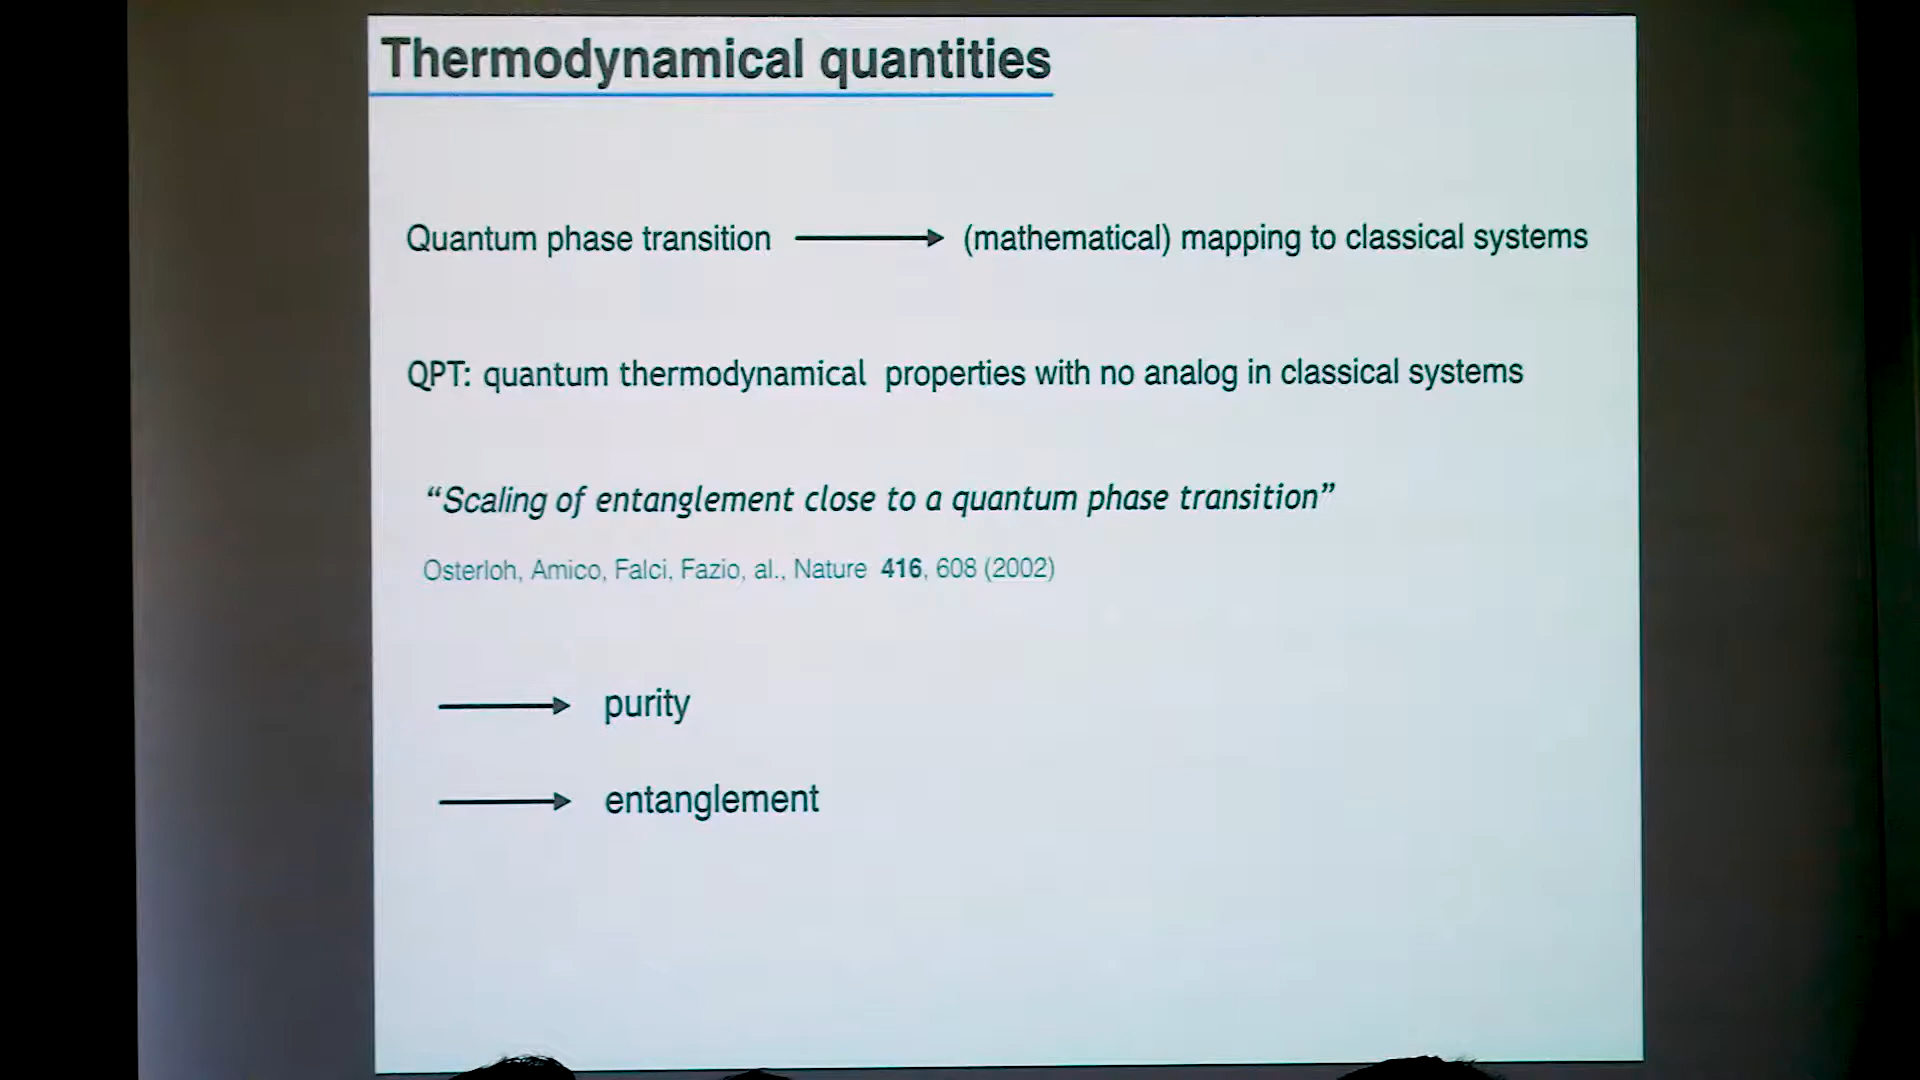 Thermodynamical quantities
Quantum phase transition (mathematical) mapping to classical systems
QPT: quantum thermodynamical properties with no analog in classical systems
“Scaling of entanglement close to a quantum phase transition”
Osterloh, Amico, Falci, Fazio, al., Nature 416, 608 (2002)
purity
entanglement